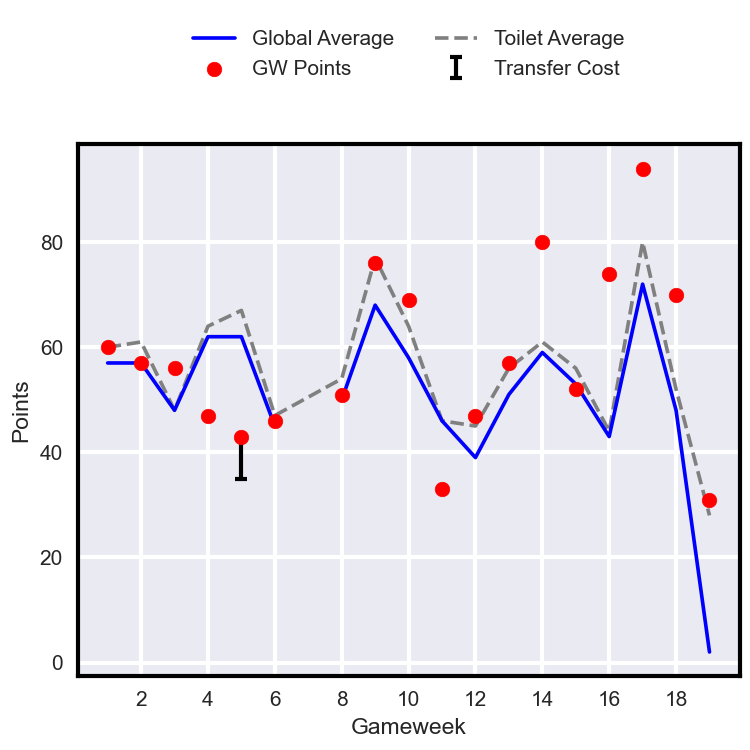 Global Average
Toilet Average
GW Points
Transfer Cost
80
60
40
20
0
Points
2 4 6 8 10 12 14 16 18
Gameweek